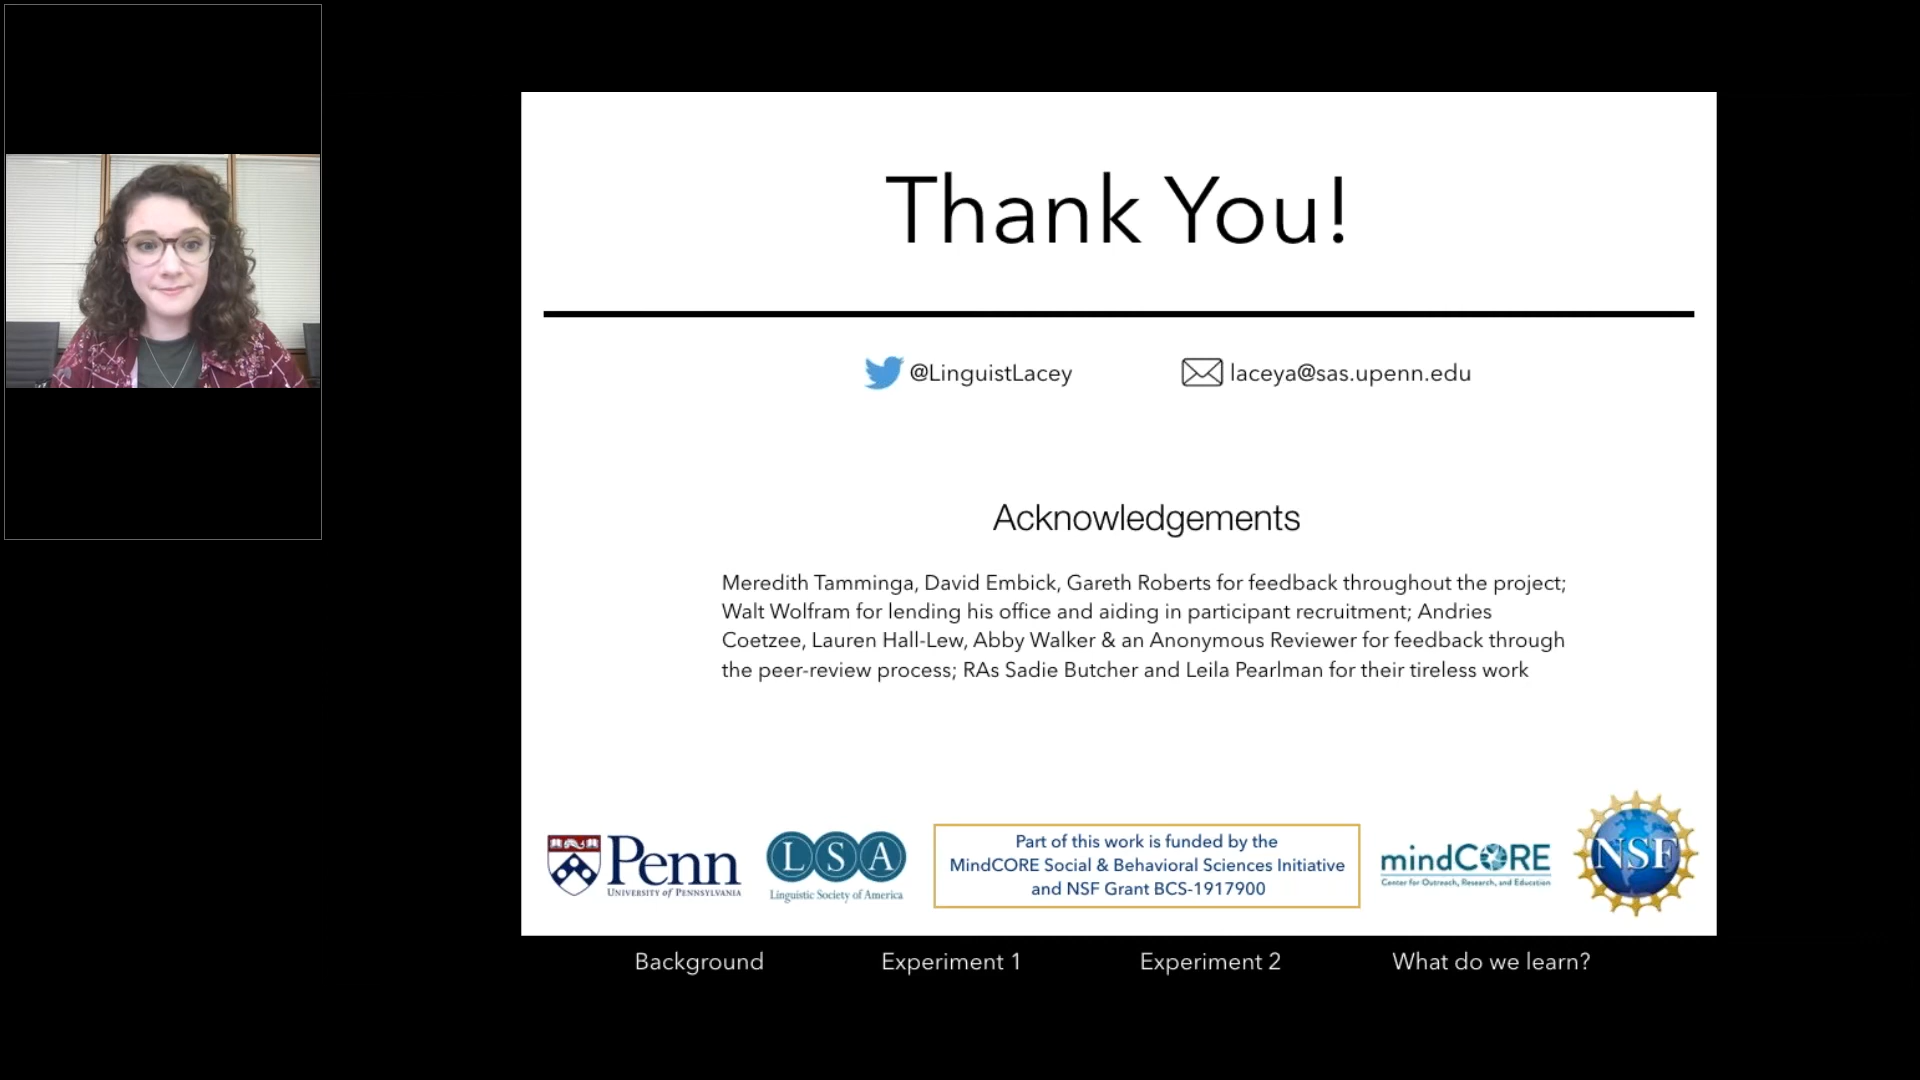 Thank You!
@LinguistLacey
laceya@sas.upenn.edu
Acknowledgements
Meredith Tamminga, David Embick, Gareth Roberts for feedback throughout the project;
Walt Wolfram for lending his office and aiding in participant recruitment; Andries
Coetzee, Lauren Hall-Lew, Abby Walker & an Anonymous Reviewer for feedback through
the peer-review process; RAs Sadie Butcher and Leila Pearlman for their tireless work
Penn
UNIVERSITY of PENNSYLVANIA
LSA
Linguistic Society of America
Part of this work is funded by the
MindCORE Social & Behavioral Sciences Initiative
and NSF Grant BCS-1917900
mindCORE
Center for Outreach, Research, and Education
NSF
Background
Experiment 1
Experiment 2
What do we learn?